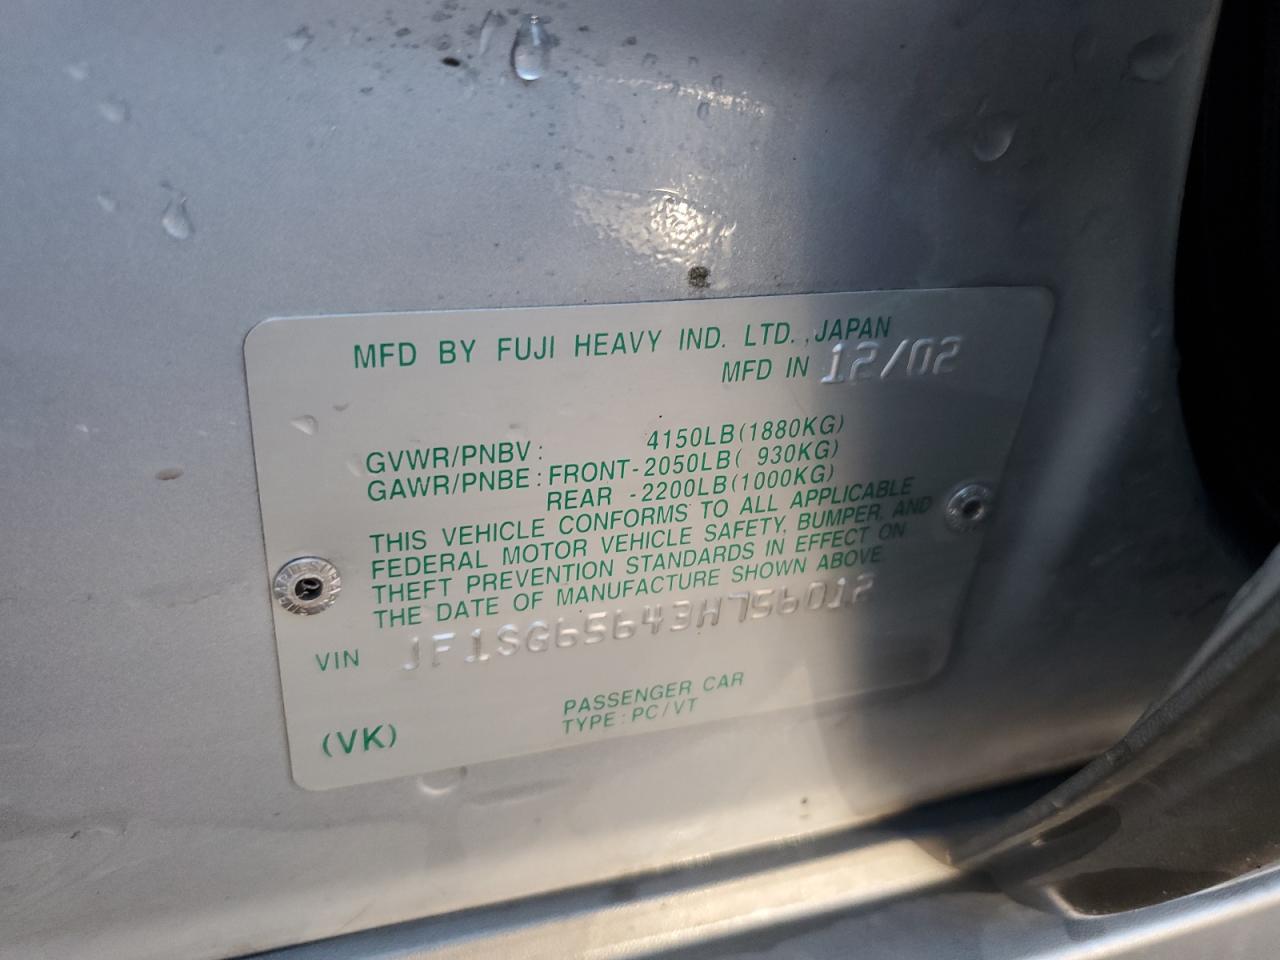 MFD BY FUJI HEAVY IND. LTD., JAPAN
MFD IN 12/02
GVWR/PNBV: 4150LB(1880KG)
GAWR/PNBE: FRONT-2050LB( 930KG)
REAR -2200LB(1000KG)
THIS VEHICLE CONFORMS TO ALL APPLICABLE
FEDERAL MOTOR VEHICLE SAFETY, BUMPER, AND
THEFT PREVENTION STANDARDS IN EFFECT ON
THE DATE OF MANUFACTURE SHOWN ABOVE.
VIN JF1SG65643H756012
PASSENGER CAR
TYPE: PC/VT
(VK)